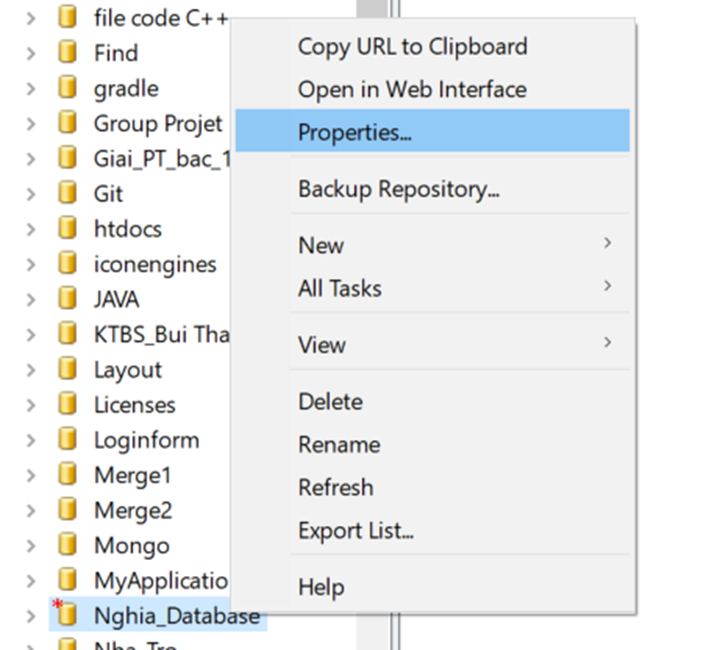 file code C++
Find
gradle
Group Projet
Giai_PT_bac_1
Git
htdocs
iconengines
JAVA
KTBS_Bui Tha
Layout
Licenses
Loginform
Merge1
Merge2
Mongo
MyApplicatio
Nghia_Database
Nha_Tro
Copy URL to Clipboard
Open in Web Interface
Properties...
Backup Repository...
New
All Tasks
View
Delete
Rename
Refresh
Export List...
Help